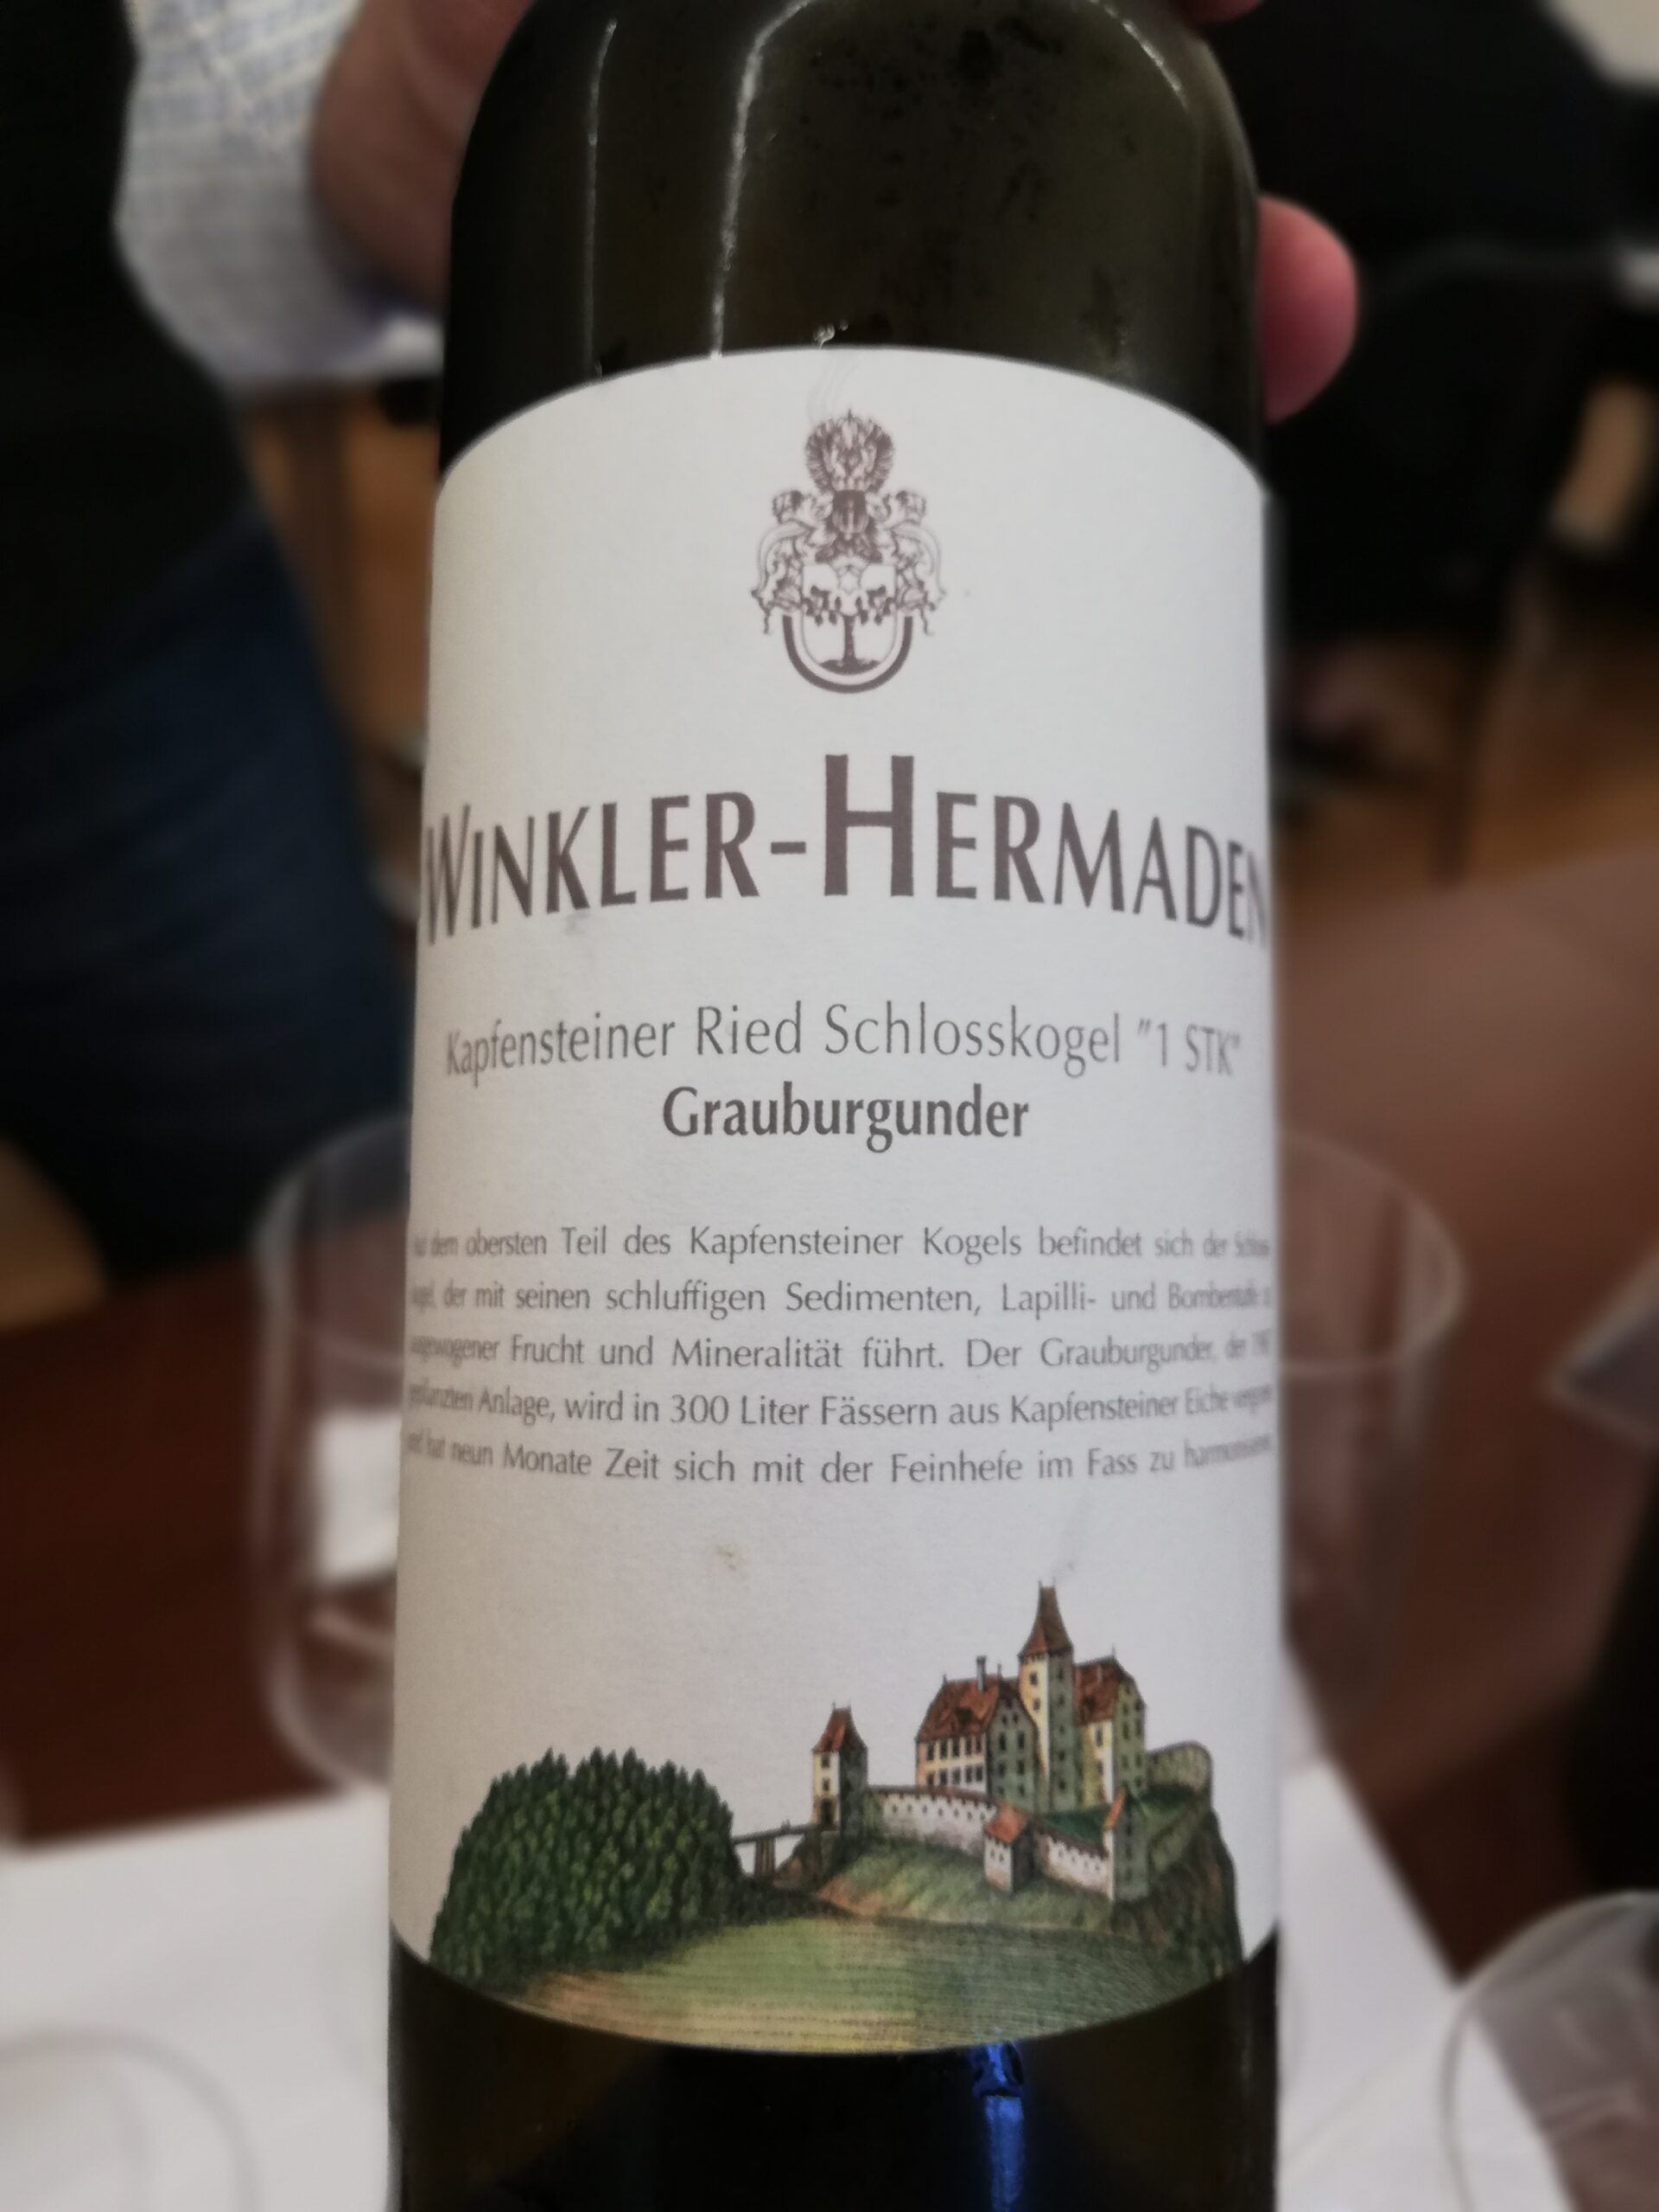 WINKLER-HERMADEN
Kapfensteiner Ried Schlosskogel "1 STK"
Grauburgunder
dem obersten Teil des Kapfensteiner Kogels befindet sich der
der mit seinen schluffigen Sedimenten, Lapilli- und
Frucht und Mineralität führt. Der Grauburgunder, der
Anlage, wird in 300 Liter Fässern aus Kapfensteiner Eiche
hat neun Monate Zeit sich mit der Feinhefe im Fass zu